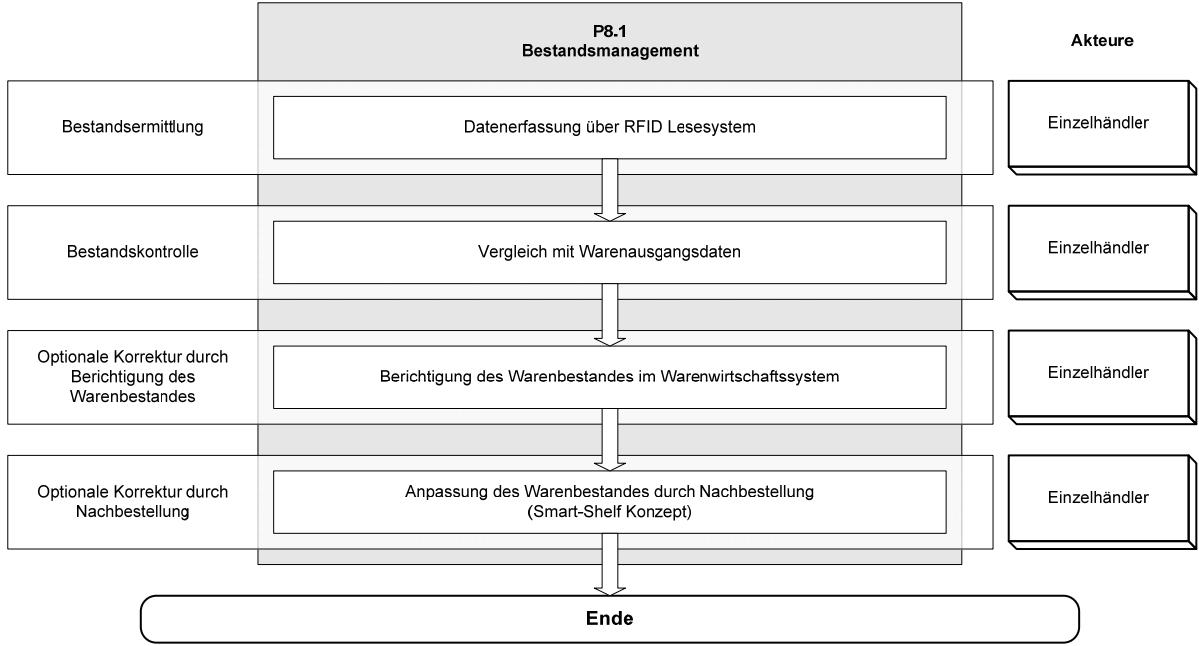 P8.1
Bestandsmanagement
Akteure
Bestandsermittlung
Datenerfassung über RFID Lesesystem
Einzelhändler
Bestandskontrolle
Vergleich mit Warenausgangsdaten
Einzelhändler
Optionale Korrektur durch
Berichtigung des
Warenbestandes
Berichtigung des Warenbestandes im Warenwirtschaftssystem
Einzelhändler
Optionale Korrektur durch
Nachbestellung
Anpassung des Warenbestandes durch Nachbestellung
(Smart-Shelf Konzept)
Einzelhändler
Ende